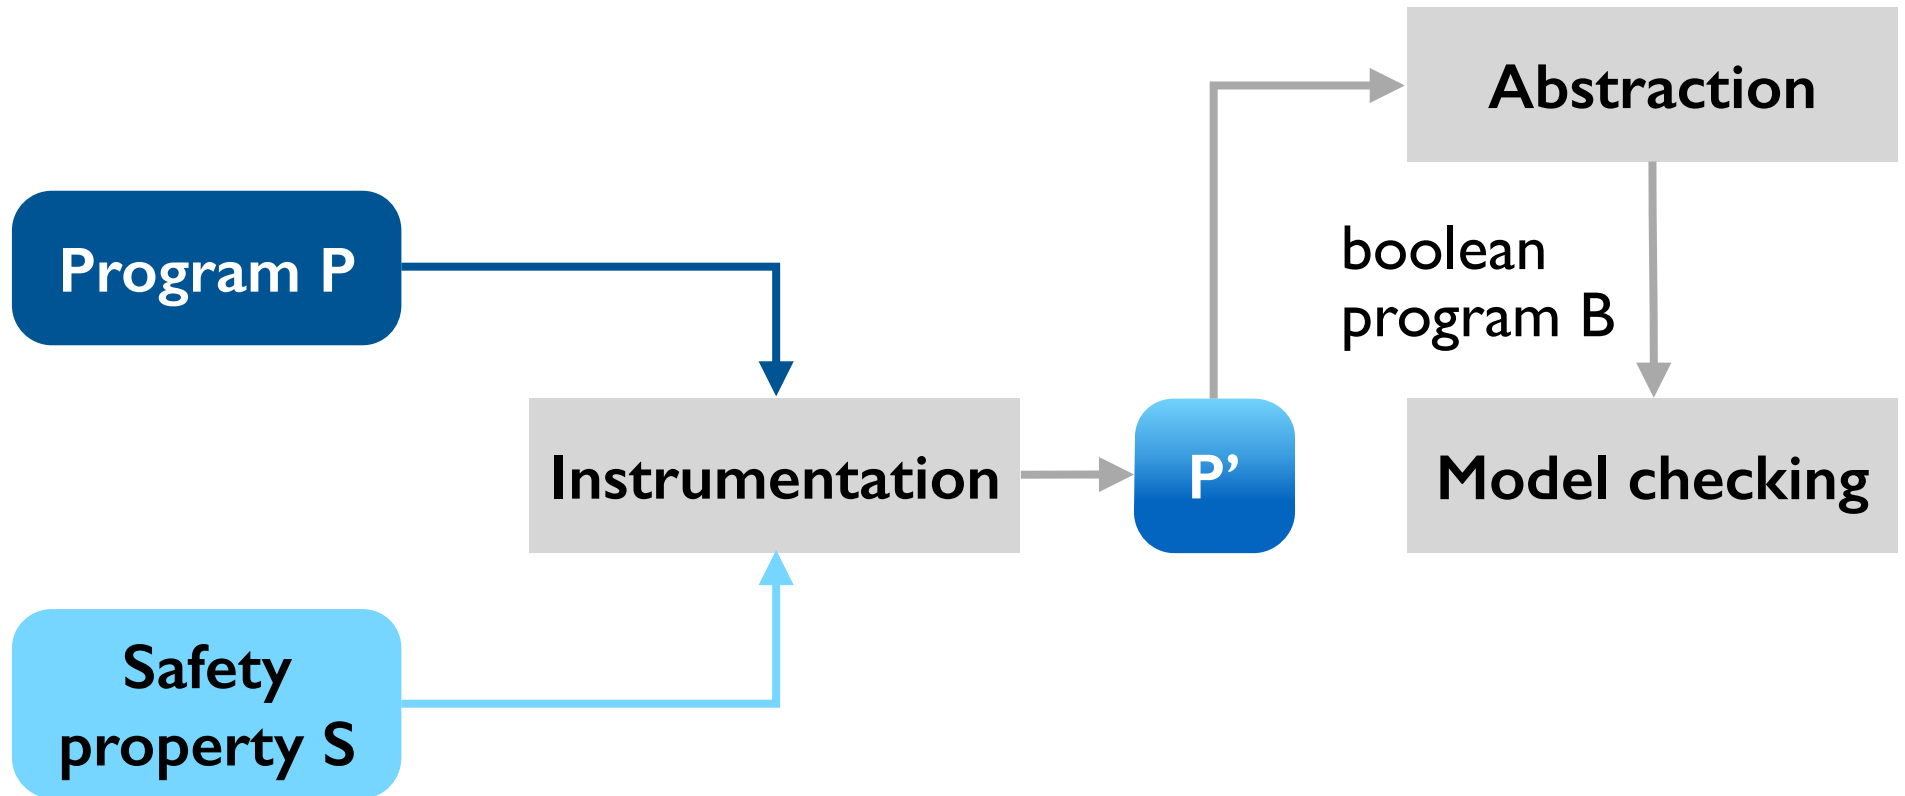 Abstraction
Program P
boolean
program B
Instrumentation
P’
Model checking
Safety
property S